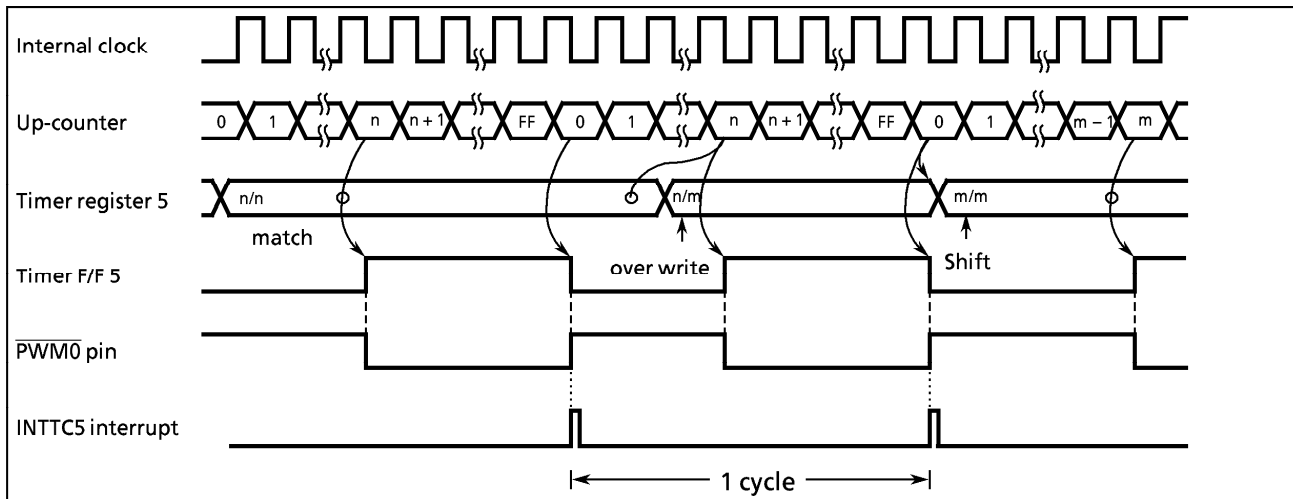 Internal clock
Up-counter 0 1 n n + 1 FF 0 1 n n + 1 FF 0 1 m – 1 m
Timer register 5 n/n n/m m/m
match
over write
Shift
Timer F/F 5
PWM0 pin
INTTC5 interrupt
1 cycle